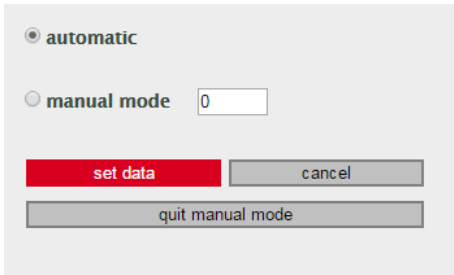 automatic
manual mode 0
set data cancel
quit manual mode